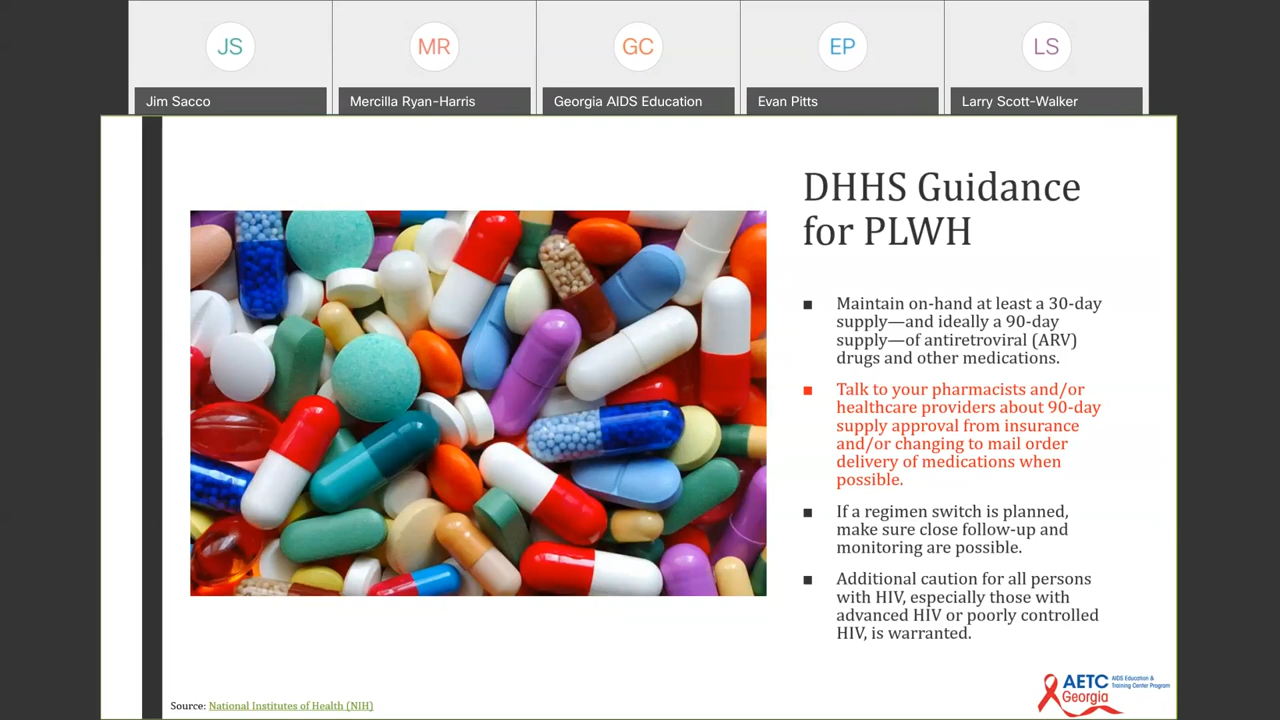 JS
MR
GC
EP
LS
Jim Sacco
Mercilla Ryan-Harris
Georgia AIDS Education
Evan Pitts
Larry Scott-Walker
DHHS Guidance
for PLWH
■ Maintain on-hand at least a 30-day
supply—and ideally a 90-day
supply—of antiretroviral (ARV)
drugs and other medications.
■ Talk to your pharmacists and/or
healthcare providers about 90-day
supply approval from insurance
and/or changing to mail order
delivery of medications when
possible.
■ If a regimen switch is planned,
make sure close follow-up and
monitoring are possible.
■ Additional caution for all persons
with HIV, especially those with
advanced HIV or poorly controlled
HIV, is warranted.
Source: National Institutes of Health (NIH)
AETC AIDS Education &
Training Center Program
Georgia